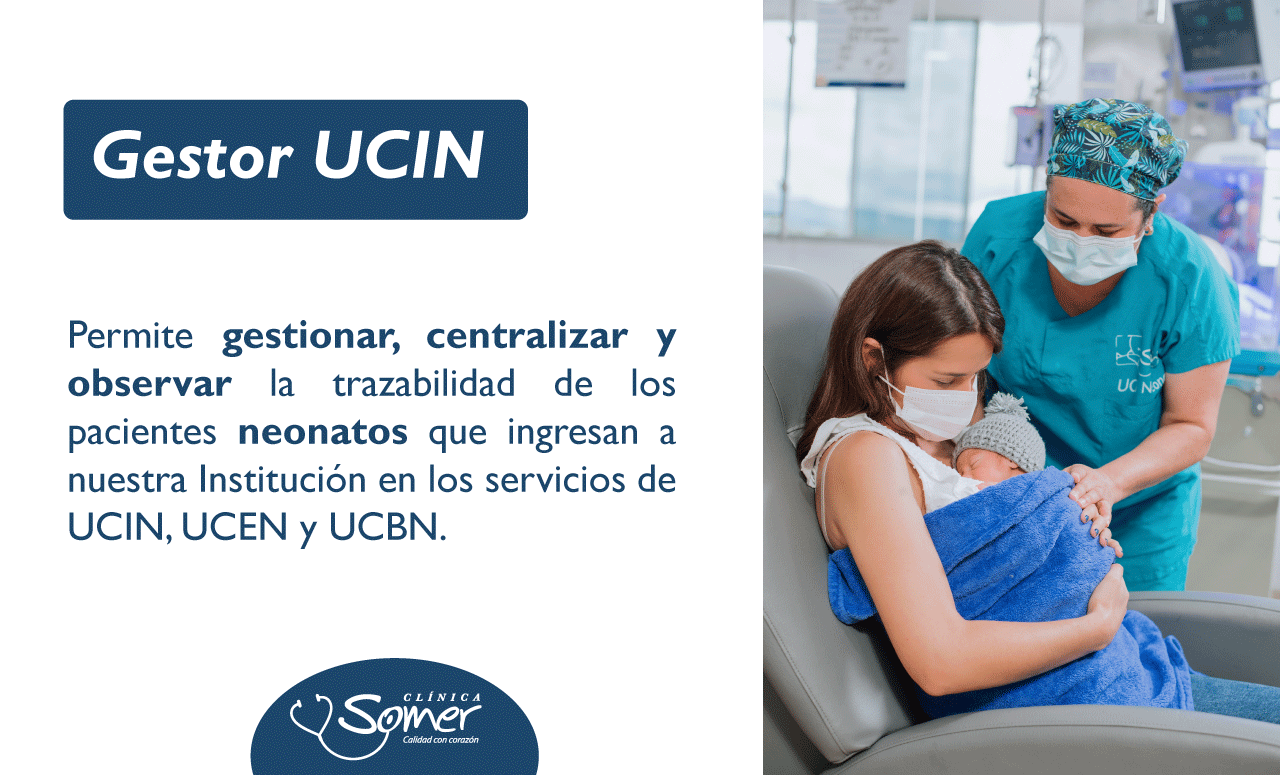 Gestor UCIN
Permite gestionar, centralizar y
observar la trazabilidad de los
pacientes neonatos que ingresan a
nuestra Institución en los servicios de
UCIN, UCEN y UCBN.
CLÍNICA
Somer
Calidad con corazón